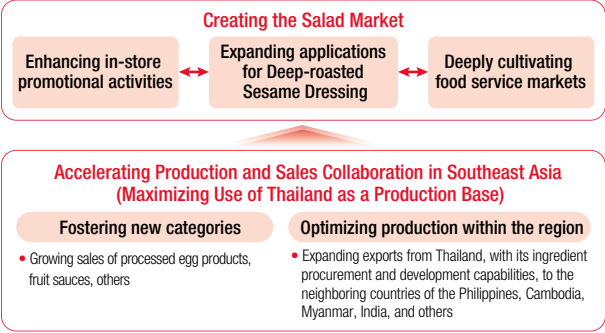 Creating the Salad Market
Enhancing in-store
promotional activities
Expanding applications
for Deep-roasted
Sesame Dressing
Deeply cultivating
food service markets
Accelerating Production and Sales Collaboration in Southeast Asia
(Maximizing Use of Thailand as a Production Base)
Fostering new categories
• Growing sales of processed egg products,
fruit sauces, others
Optimizing production within the region
• Expanding exports from Thailand, with its ingredient
procurement and development capabilities, to the
neighboring countries of the Philippines, Cambodia,
Myanmar, India, and others